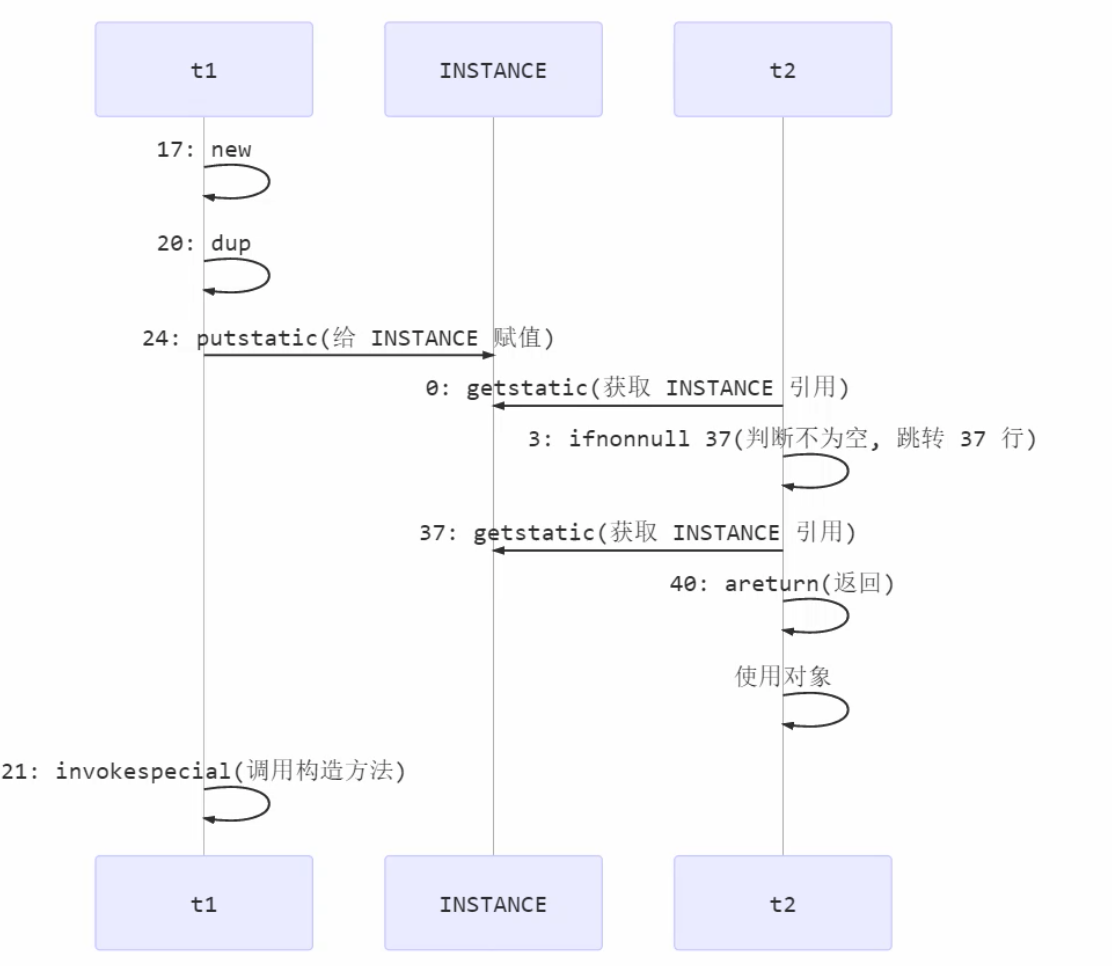 t1
INSTANCE
t2
17: new
20: dup
24: putstatic(给 INSTANCE 赋值)
0: getstatic(获取 INSTANCE 引用)
3: ifnonnull 37(判断不为空, 跳转 37 行)
37: getstatic(获取 INSTANCE 引用)
40: areturn(返回)
使用对象
21: invokespecial(调用构造方法)
t1
INSTANCE
t2